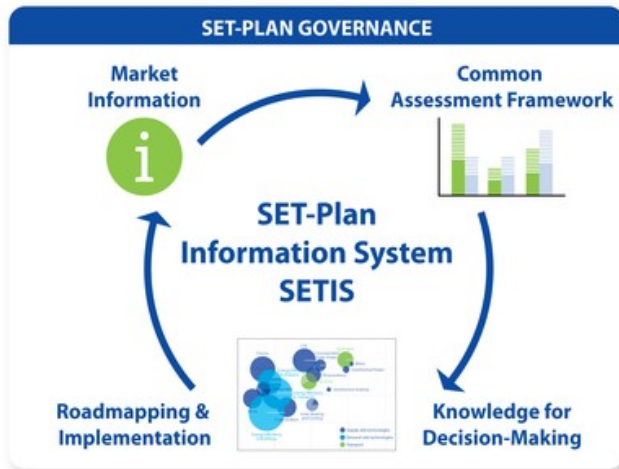 SET-PLAN GOVERNANCE
Market
Information
i
Common
Assessment Framework
SET-Plan
Information System
SETIS
Roadmapping &
Implementation
Knowledge for
Decision-Making